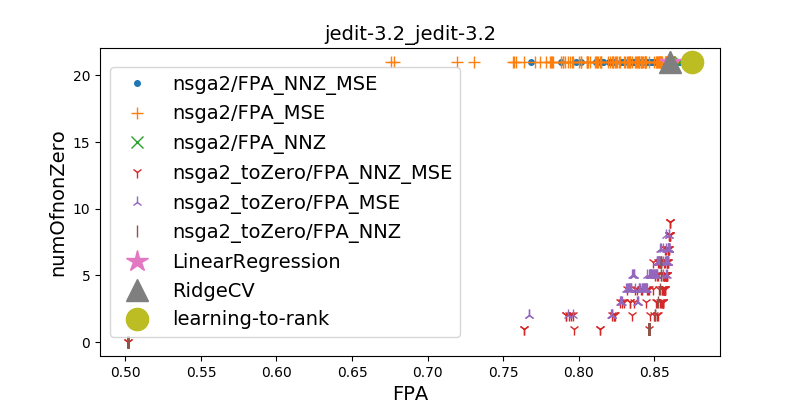 jedit-3.2_jedit-3.2
numOfnonZero
20
15
10
5
0
nsga2/FPA_NNZ_MSE
nsga2/FPA_MSE
nsga2/FPA_NNZ
nsga2_toZero/FPA_NNZ_MSE
nsga2_toZero/FPA_MSE
nsga2_toZero/FPA_NNZ
LinearRegression
RidgeCV
learning-to-rank
0.50 0.55 0.60 0.65 0.70 0.75 0.80 0.85
FPA